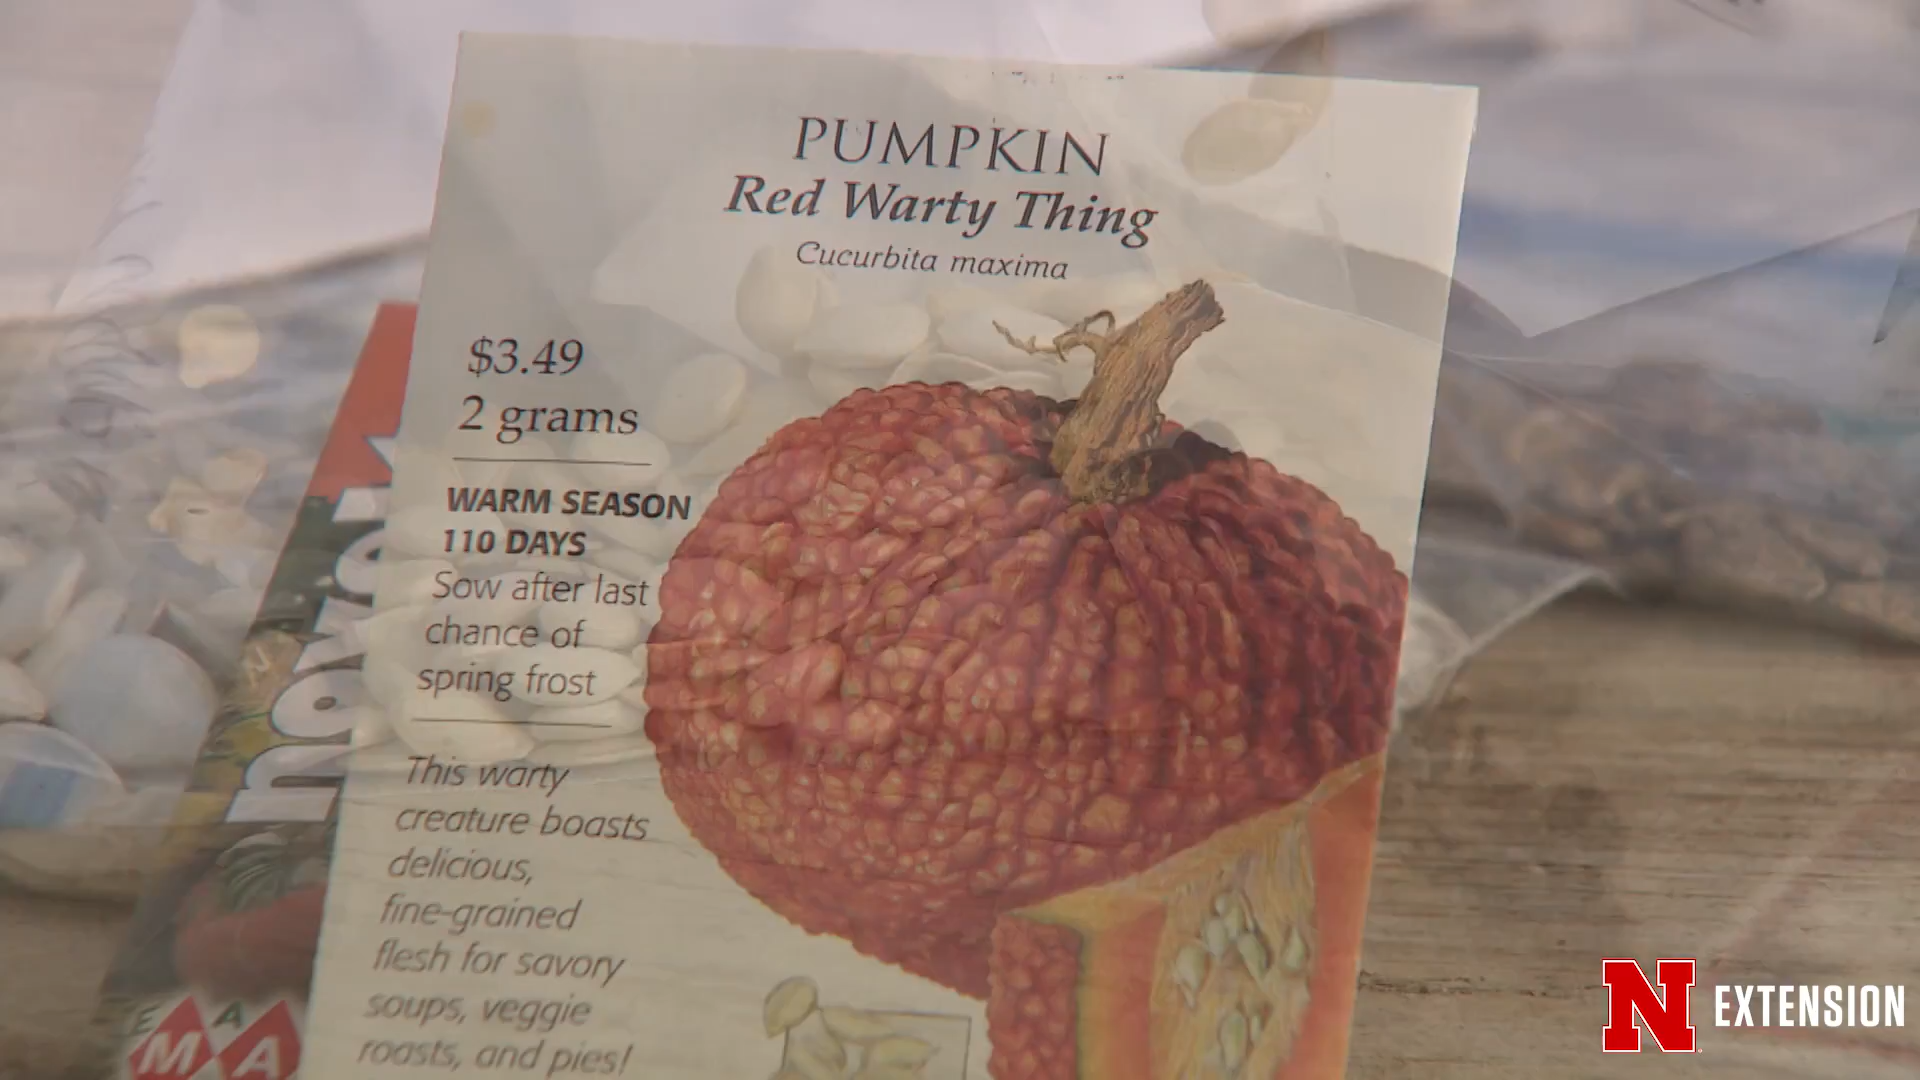 PUMPKIN
Red Warty Thing
Cucurbita maxima
$3.49
2 grams
WARM SEASON
110 DAYS
Sow after last
chance of
spring frost
This warty
creature boasts
delicious,
fine-grained
flesh for savory
soups, veggie
roasts, and pies!
N EXTENSION